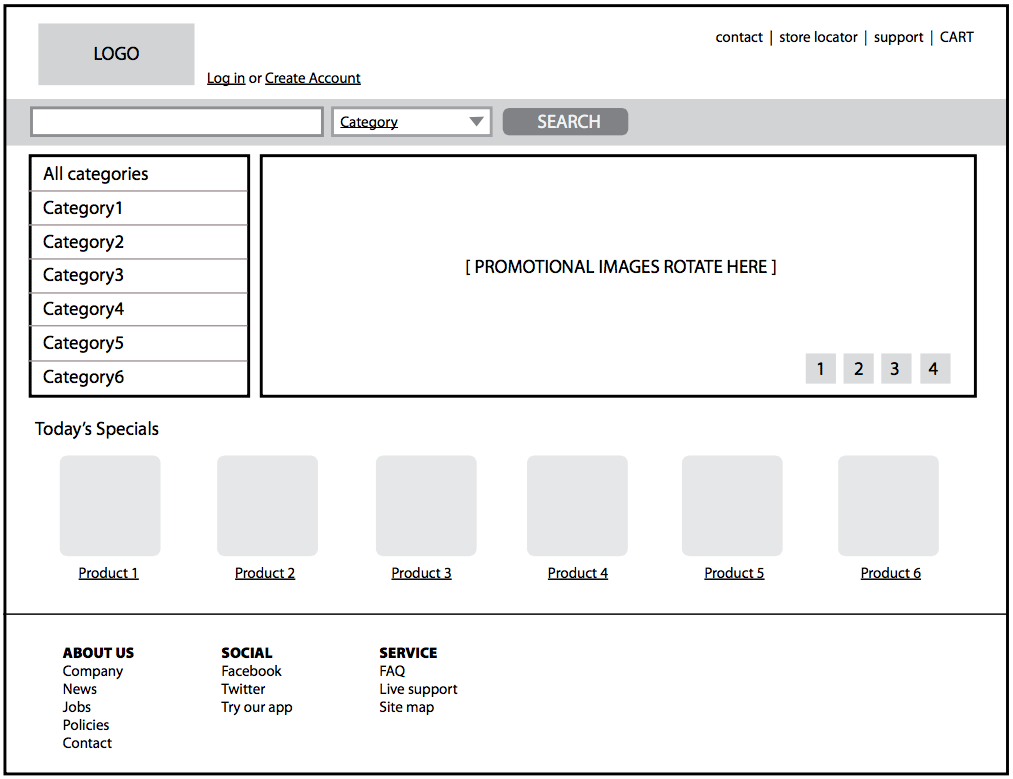 LOGO
contact | store locator | support | CART
Log in or Create Account
Category
SEARCH
All categories
Category1
Category2
Category3
Category4
Category5
Category6
[ PROMOTIONAL IMAGES ROTATE HERE ]
1 2 3 4
Today’s Specials
Product 1 Product 2 Product 3 Product 4 Product 5 Product 6
ABOUT US
Company
News
Jobs
Policies
Contact
SOCIAL
Facebook
Twitter
Try our app
SERVICE
FAQ
Live support
Site map